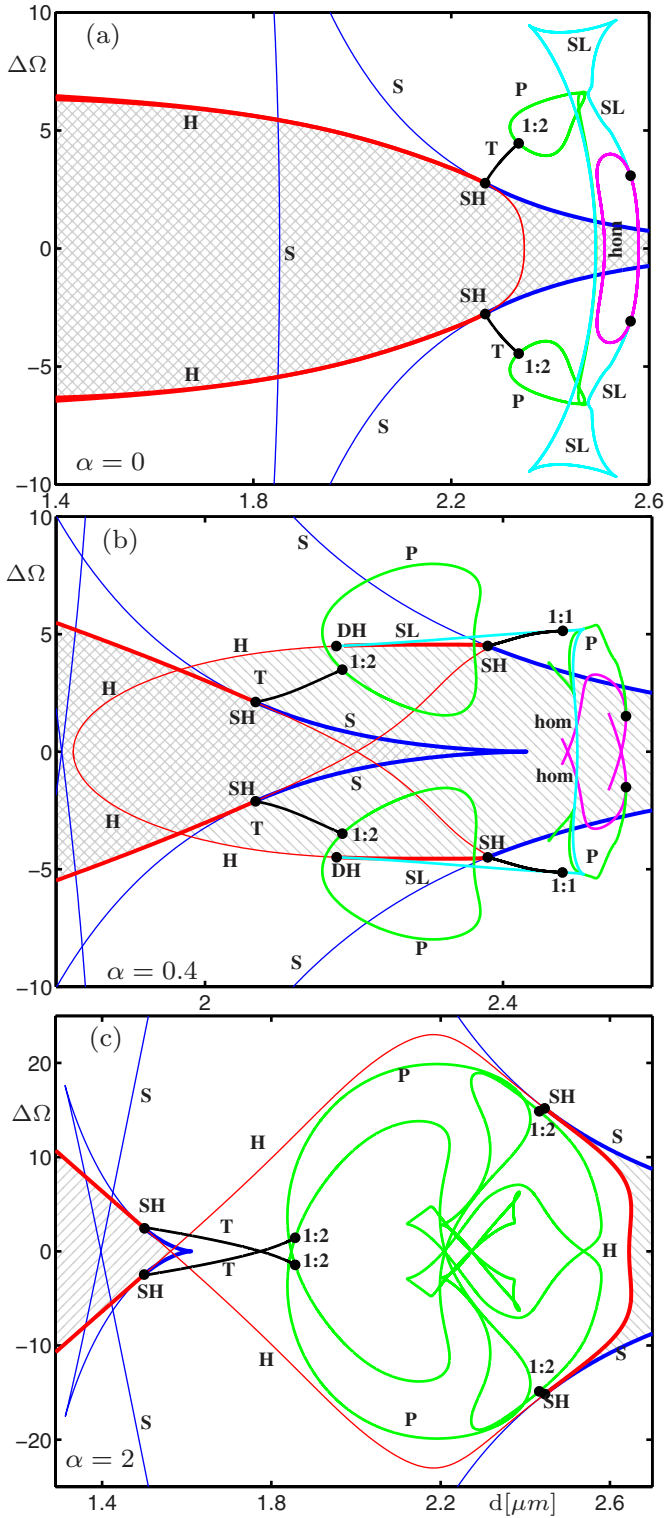 10
(a)
ΔΩ
S
SL
P
H
1:2
SL
5
T
SH
S
hom
0
SH
T
1:2
−5
H
P
SL
S
SL
α = 0
−10
1.4
1.8
2.2
2.6
10
(b)
ΔΩ
S
P
5
DH
SL
1:1
H
P
T
1:2
SH
H
SH
S
hom
0
hom
SH
S
T
1:2
H
SH
−5
H
DH
P
SL
1:1
S
P
α = 0.4
−10
2
2.4
20
(c)
ΔΩ
S
P
SH
1:2
S
10
H
SH
T
1:2
0
H
1:2
T
SH
−10
H
1:2
S
SH
S
P
−20
α = 2
1.4
1.8
2.2
d[μm]
2.6